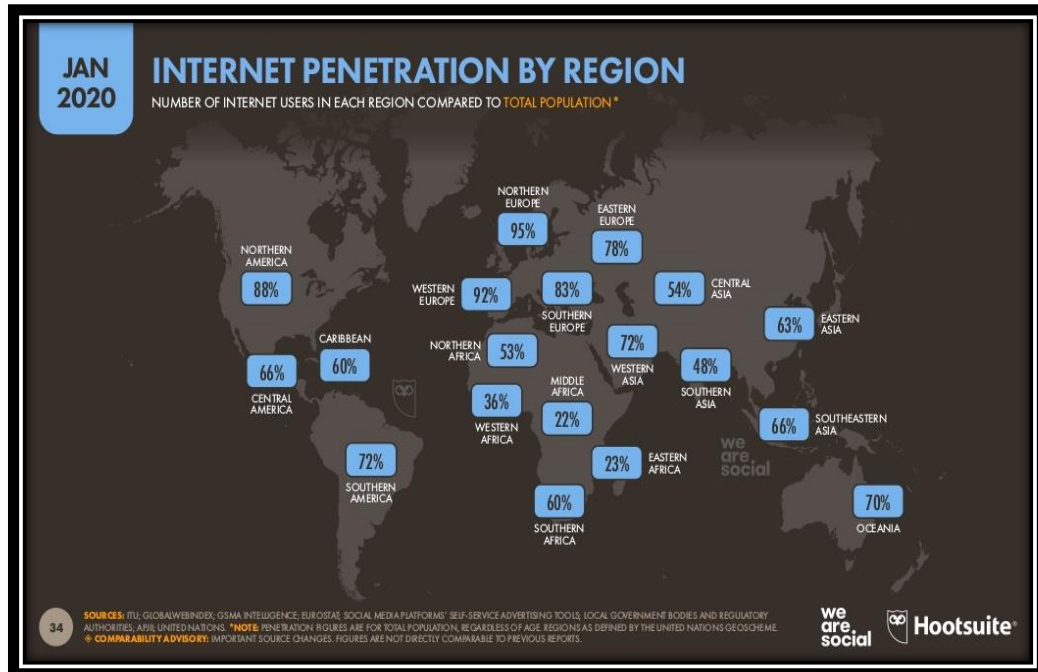 JAN
2020
INTERNET PENETRATION BY REGION
NUMBER OF INTERNET USERS IN EACH REGION COMPARED TO TOTAL POPULATION*
NORTHERN
EUROPE
95%
EASTERN
EUROPE
78%
NORTHERN
AMERICA
88%
WESTERN
EUROPE
92%
83%
SOUTHERN
EUROPE
54%
CENTRAL
ASIA
63%
EASTERN
ASIA
CARIBBEAN
60%
66%
CENTRAL
AMERICA
NORTHERN
AFRICA
53%
72%
WESTERN
ASIA
48%
SOUTHERN
ASIA
36%
WESTERN
AFRICA
MIDDLE
AFRICA
22%
66%
SOUTHEASTERN
ASIA
we
are
social
72%
SOUTHERN
AMERICA
23%
EASTERN
AFRICA
60%
SOUTHERN
AFRICA
70%
OCEANIA
34
SOURCES: ITU; GLOBALWEBINDEX; GSMA INTELLIGENCE; EUROSTAT; SOCIAL MEDIA PLATFORMS' SELF-SERVICE ADVERTISING TOOLS; LOCAL GOVERNMENT BODIES AND REGULATORY
AUTHORITIES; APJII; UNITED NATIONS. *NOTE: PENETRATION FIGURES ARE FOR TOTAL POPULATION, REGARDLESS OF AGE. REGIONS AS DEFINED BY THE UNITED NATIONS GEOSCHEME.
COMPARABILITY ADVISORY: IMPORTANT SOURCE CHANGES. FIGURES ARE NOT DIRECTLY COMPARABLE TO PREVIOUS REPORTS.
we
are
social
Hootsuite®